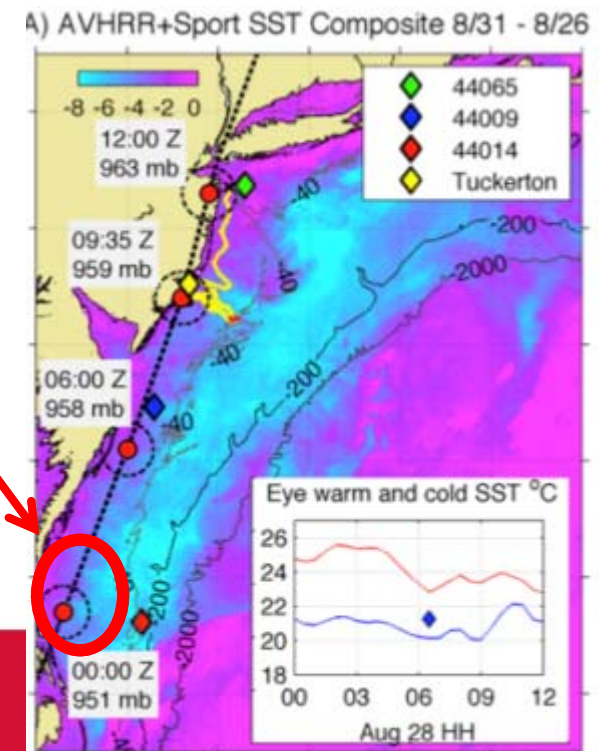 A) AVHRR+Sport SST Composite 8/31 - 8/26
-8 -6 -4 -2 0
44065
44009
44014
Tuckerton
12:00 Z
963 mb
-40
-200
09:35 Z
959 mb
-40
-2000
-40
06:00 Z
958 mb
-200
-40
Eye warm and cold SST °C
26
24
22
20
18
00 03 06 09 12
Aug 28 HH
-200
-2000
00:00 Z
951 mb